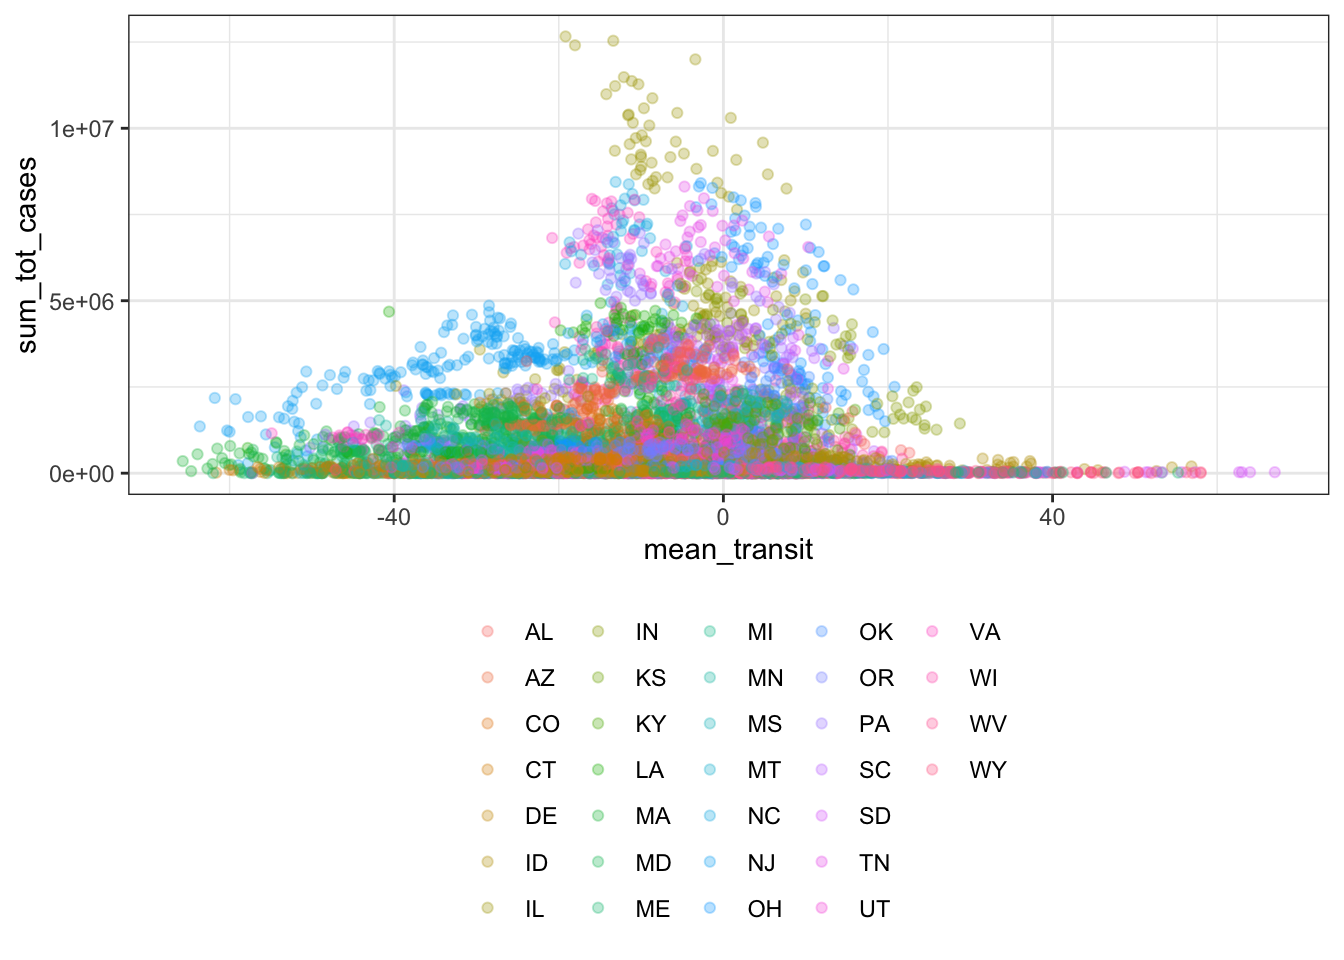 sum_tot_cases
1e+07
5e+06
0e+00
-40 0 40
mean_transit
AL IN MI OK VA
AZ KS MN OR WI
CO KY MS PA WV
CT LA MT SC WY
DE MA NC SD
ID MD NJ TN
IL ME OH UT